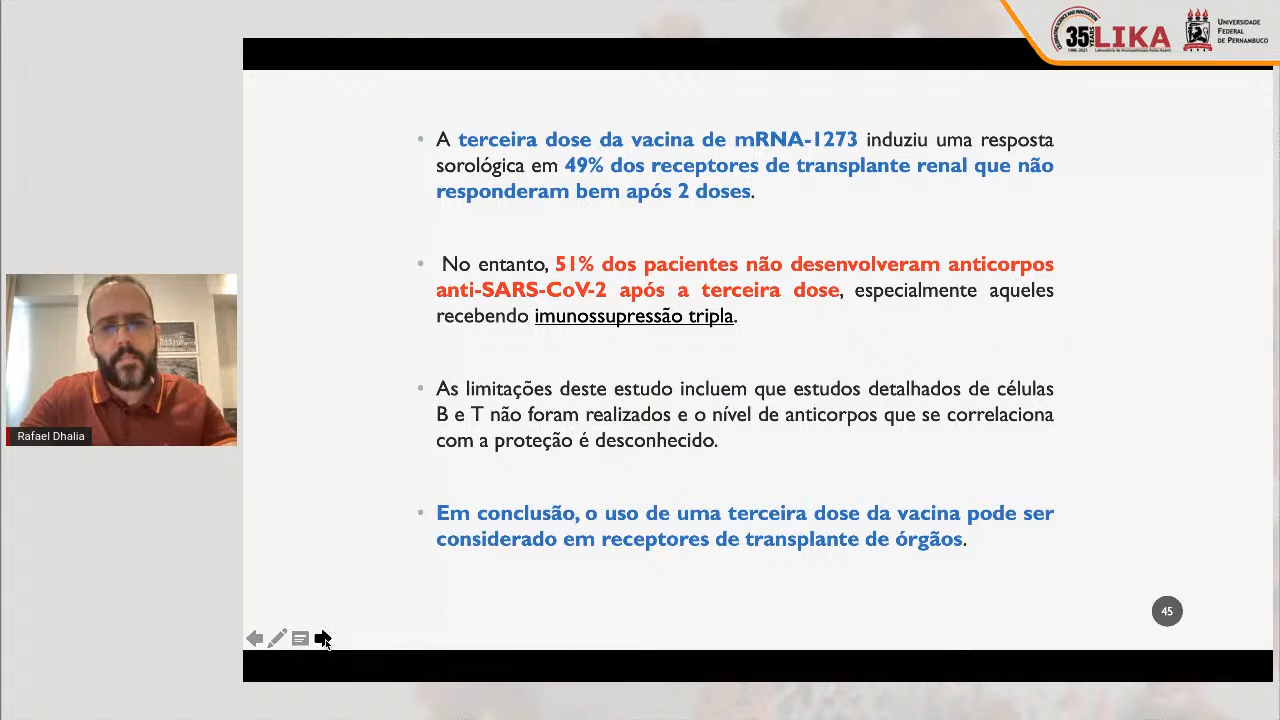 35 LIKA
UNIVERSIDADE
FEDERAL
DE PERNAMBUCO
• A terceira dose da vacina de mRNA-1273 induziu uma resposta
sorológica em 49% dos receptores de transplante renal que não
responderam bem após 2 doses.
• No entanto, 51% dos pacientes não desenvolveram anticorpos
anti-SARS-CoV-2 após a terceira dose, especialmente aqueles
recebendo imunossupressão tripla.
• As limitações deste estudo incluem que estudos detalhados de células
B e T não foram realizados e o nível de anticorpos que se correlaciona
com a proteção é desconhecido.
• Em conclusão, o uso de uma terceira dose da vacina pode ser
considerado em receptores de transplante de órgãos.
Rafael Dhalia
45